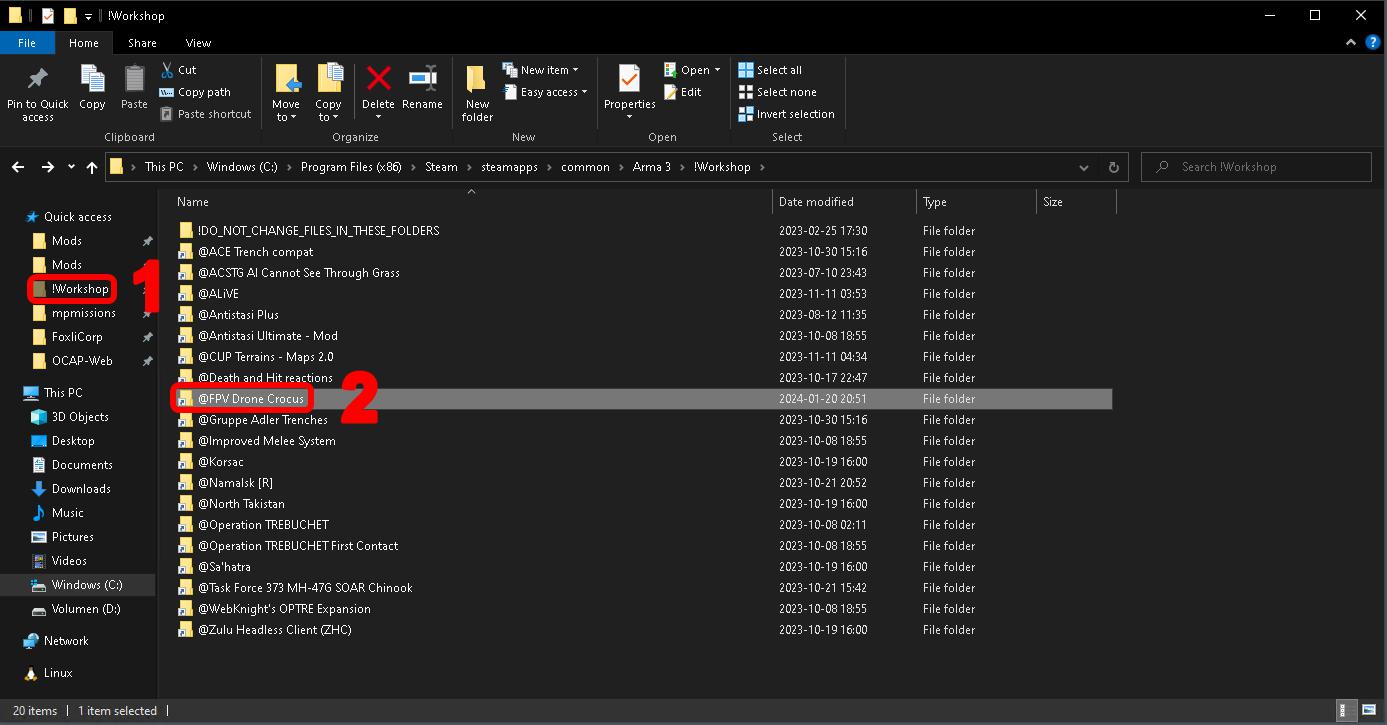 !Workshop
File Home Share View
Pin to Quick access
Copy
Paste
Cut
Copy path
Paste shortcut
Clipboard
Move to
Copy to
Delete
Rename
Organize
New folder
New item
Easy access
New
Properties
Open
Edit
Open
Select all
Select none
Invert selection
Select
This PC > Windows (C:) > Program Files (x86) > Steam > steamapps > common > Arma 3 > !Workshop >
Search !Workshop
Quick access
Mods
Mods
!Workshop
1
mpmissions
FoxliCorp
OCAP-Web
This PC
3D Objects
Desktop
Documents
Downloads
Music
Pictures
Videos
Windows (C:)
Volumen (D:)
Network
Linux
Name Date modified Type Size
!DO_NOT_CHANGE_FILES_IN_THESE_FOLDERS 2023-02-25 17:30 File folder
@ACE Trench compat 2023-10-30 15:16 File folder
@ACSTG AI Cannot See Through Grass 2023-07-10 23:43 File folder
@ALiVE 2023-11-11 03:53 File folder
@Antistasi Plus 2023-08-12 11:35 File folder
@Antistasi Ultimate - Mod 2023-10-08 18:55 File folder
@CUP Terrains - Maps 2.0 2023-11-11 04:34 File folder
@Death and Hit reactions 2023-10-17 22:47 File folder
@FPV Drone Crocus 2 2024-01-20 20:51 File folder
@Gruppe Adler Trenches 2023-10-30 15:16 File folder
@Improved Melee System 2023-10-08 18:55 File folder
@Korsac 2023-10-19 16:00 File folder
@Namalsk [R] 2023-10-21 20:52 File folder
@North Takistan 2023-10-19 16:00 File folder
@Operation TREBUCHET 2023-10-08 02:11 File folder
@Operation TREBUCHET First Contact 2023-10-08 18:55 File folder
@Sa'hatra 2023-10-19 16:00 File folder
@Task Force 373 MH-47G SOAR Chinook 2023-10-21 15:42 File folder
@WebKnight's OPTRE Expansion 2023-10-08 18:55 File folder
@Zulu Headless Client (ZHC) 2023-10-19 16:00 File folder
20 items | 1 item selected |